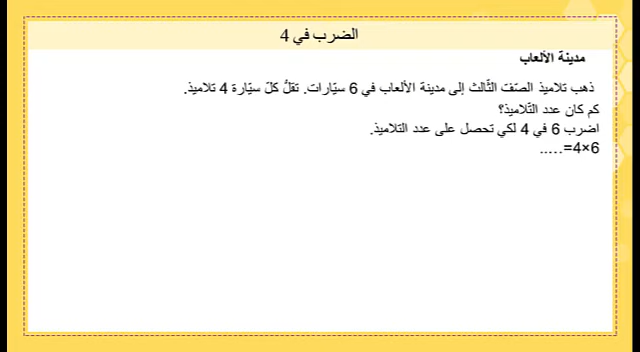 الضرب في 4
مدينة الألعاب
ذهب تلاميذ الصّفّ الثّالث إلى مدينة الألعاب في 6 سيّارات. تقلُّ كلّ سيّارة 4 تلاميذ.
كم كان عدد التّلاميذ؟
اضرب 6 في 4 لكي تحصل على عدد التلاميذ.
6×4=.....